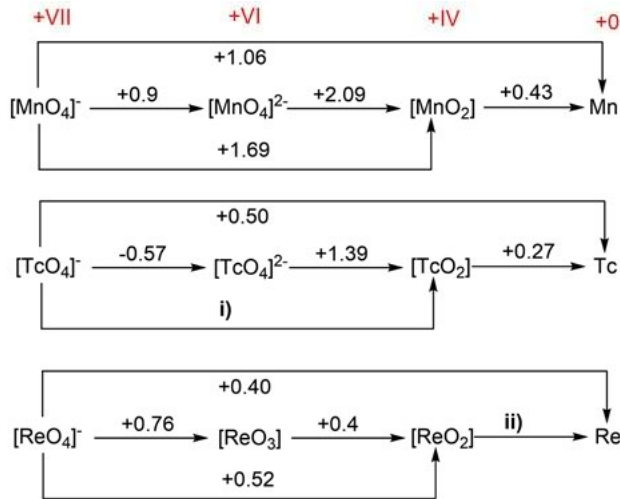 +VII +VI +IV +0
+1.06
+0.9 +2.09 +0.43
[MnO₄]⁻ [MnO₄]²⁻ [MnO₂] Mn
+1.69
+0.50
-0.57 +1.39 +0.27
[TcO₄]⁻ [TcO₄]²⁻ [TcO₂] Tc
i)
+0.40
+0.76 +0.4 ii)
[ReO₄]⁻ [ReO₃] [ReO₂] Re
+0.52